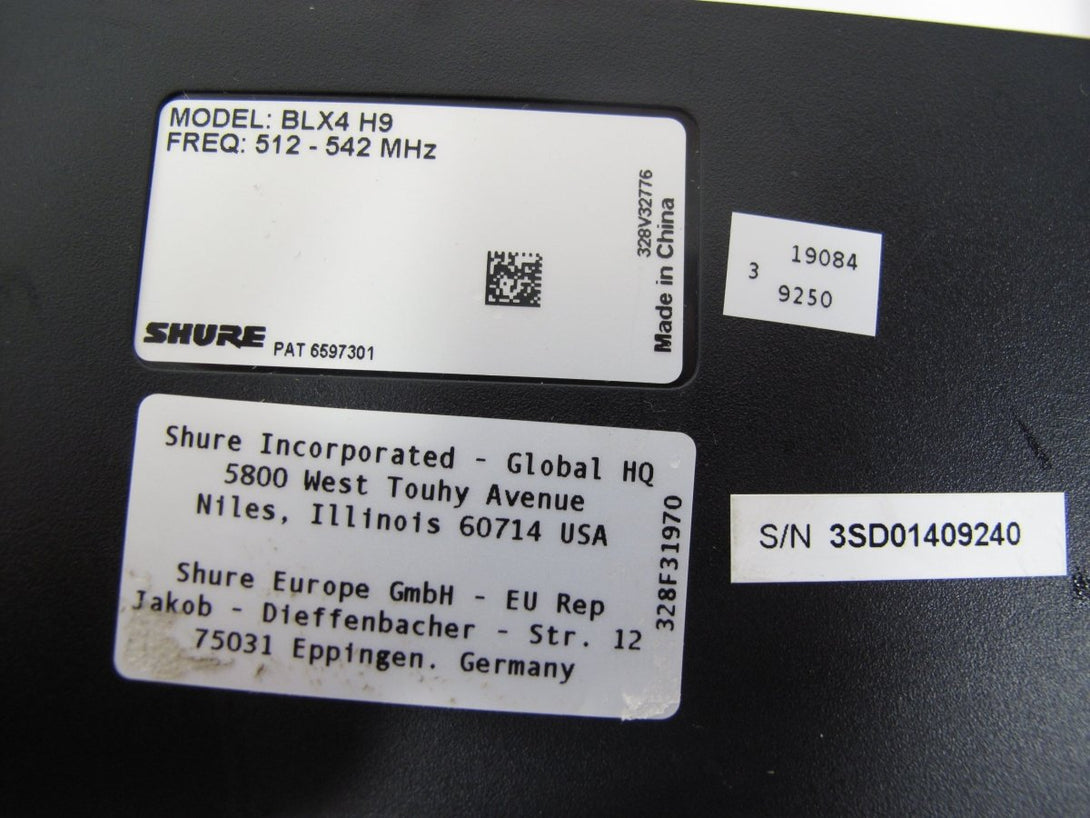 MODEL: BLX4 H9
FREQ: 512 - 542 MHz
328V32776
Made in China
SHURE
PAT 6597301
19084
3
9250
Shure Incorporated - Global HQ
5800 West Touhy Avenue
Niles, Illinois 60714 USA
Shure Europe GmbH - EU Rep
Jakob - Dieffenbacher - Str. 12
75031 Eppingen. Germany
328F31970
S/N 3SD01409240